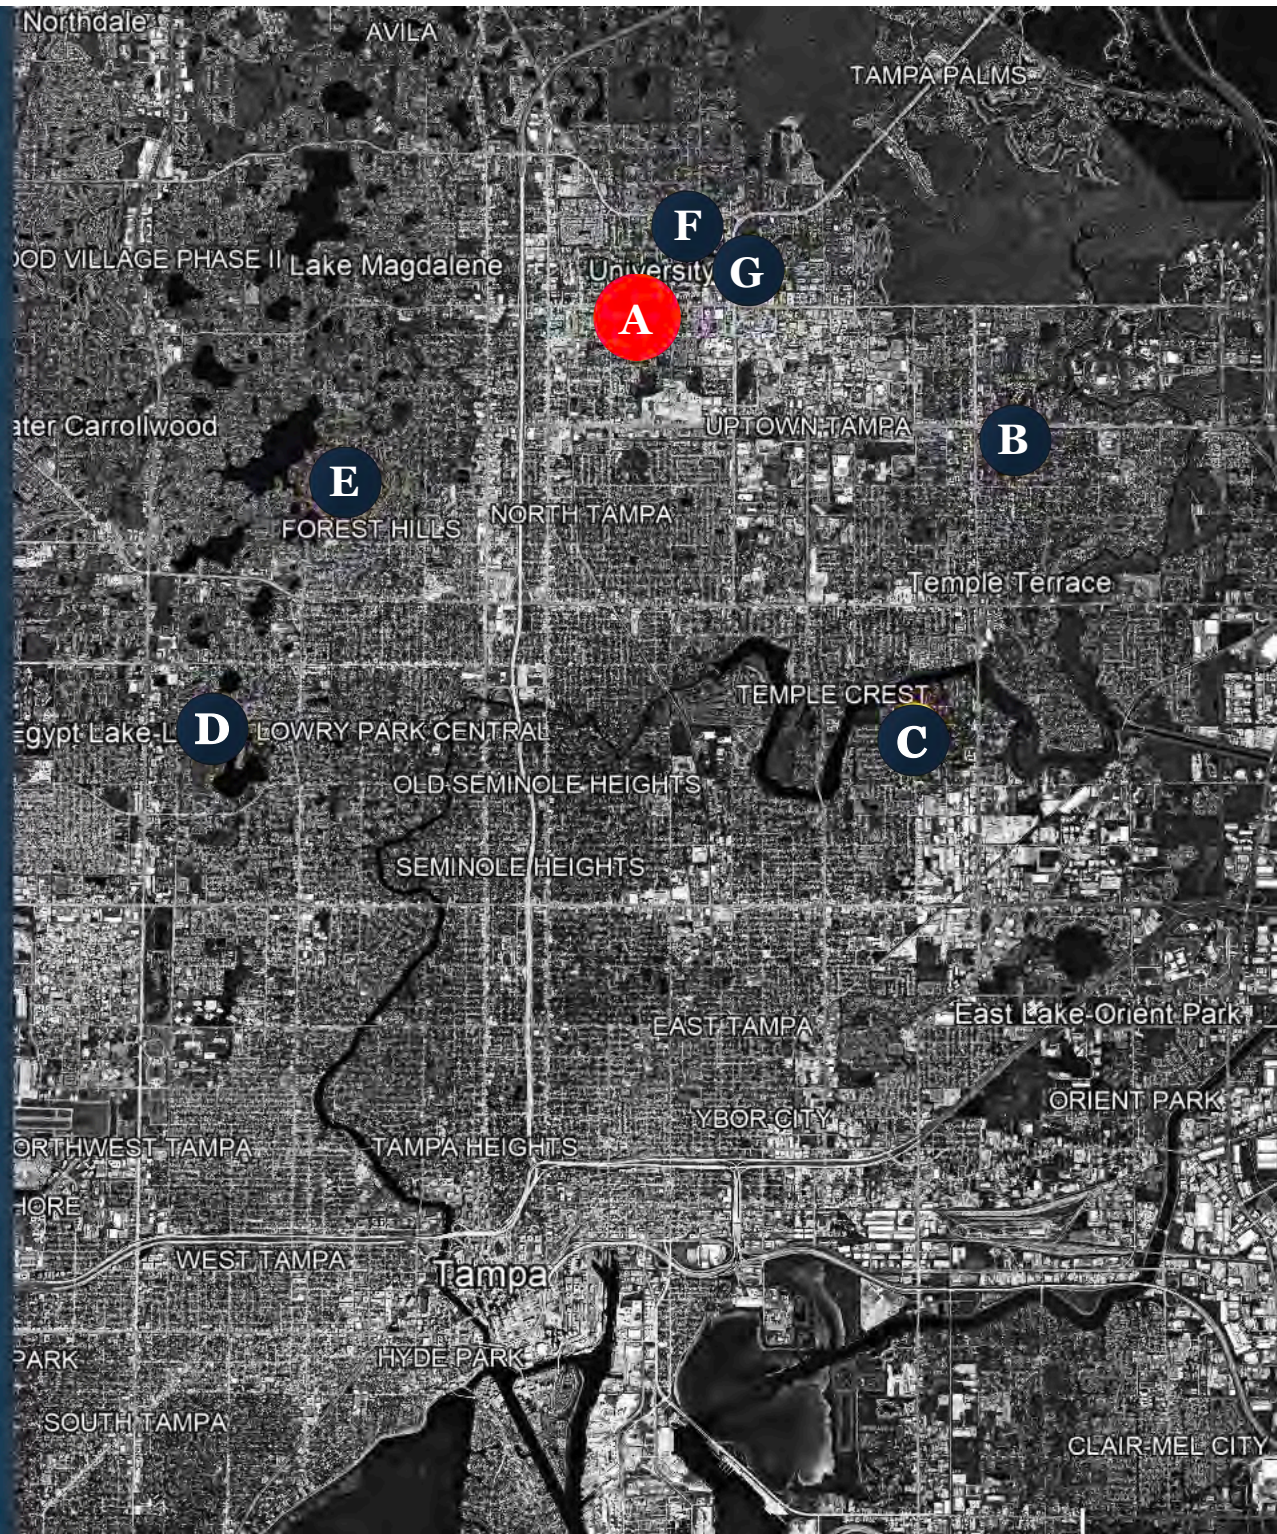 Northdale
AVILA
TAMPA PALMS
F
OOD VILLAGE PHASE II
Lake Magdalene
University
G
A
ater Carrollwood
UPTOWN TAMPA
B
E
FOREST HILLS
NORTH TAMPA
Temple Terrace
TEMPLE CREST
Egypt Lake-L
D
LOWRY PARK CENTRAL
C
OLD SEMINOLE HEIGHTS
SEMINOLE HEIGHTS
East Lake-Orient Park
EAST TAMPA
ORIENT PARK
YBOR CITY
ORTHWEST TAMPA
TAMPA HEIGHTS
HORE
WEST TAMPA
Tampa
PARK
HYDE PARK
SOUTH TAMPA
CLAIR-MEL CITY